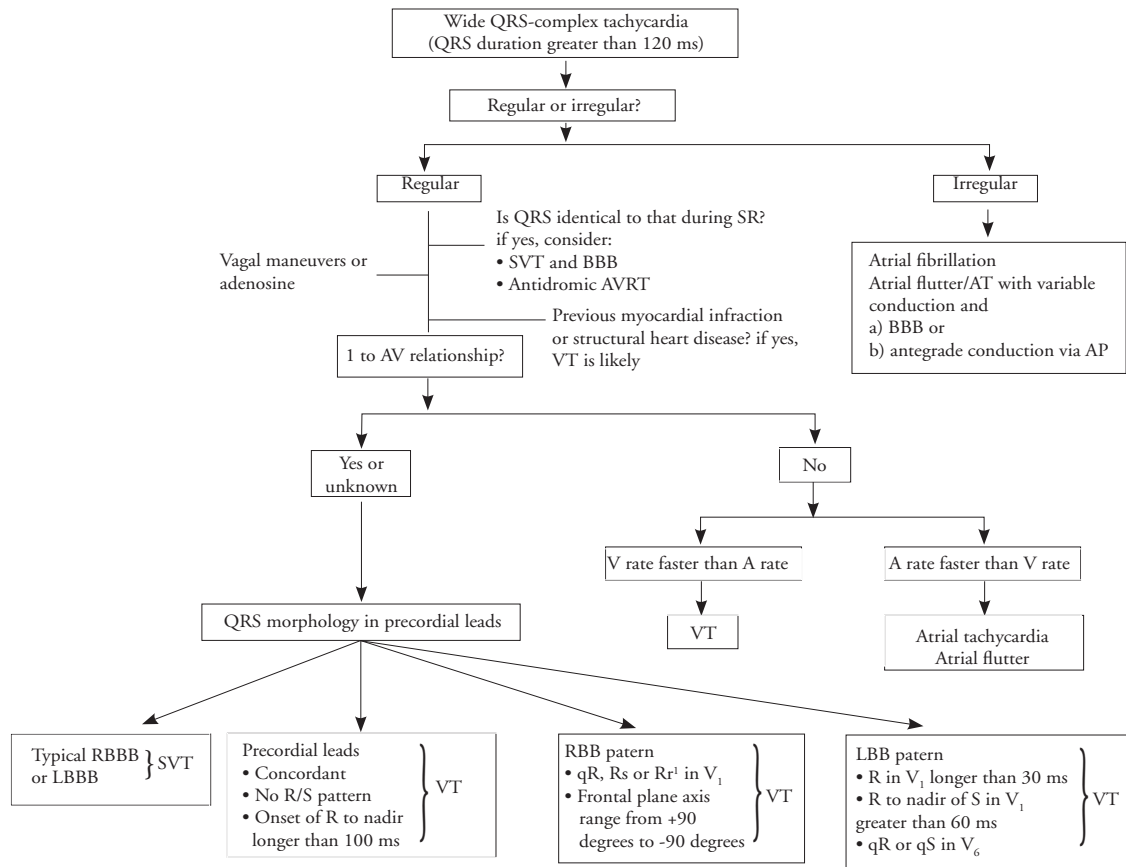 Wide QRS-complex tachycardia
(QRS duration greater than 120 ms)
Regular or irregular?
Regular
Irregular
Is QRS identical to that during SR?
if yes, consider:
• SVT and BBB
• Antidromic AVRT
Vagal maneuvers or
adenosine
Previous myocardial infraction
or structural heart disease? if yes,
VT is likely
Atrial fibrillation
Atrial flutter/AT with variable
conduction and
a) BBB or
b) antegrade conduction via AP
1 to AV relationship?
Yes or
unknown
No
V rate faster than A rate
A rate faster than V rate
VT
Atrial tachycardia
Atrial flutter
QRS morphology in precordial leads
Typical RBBB
or LBBB
} SVT
Precordial leads
• Concordant
• No R/S pattern
• Onset of R to nadir
longer than 100 ms
VT
RBB patern
• qR, Rs or Rr¹ in V₁
• Frontal plane axis
range from +90
degrees to -90 degrees
VT
LBB patern
• R in V₁ longer than 30 ms
• R to nadir of S in V₁
greater than 60 ms
• qR or qS in V₆
VT